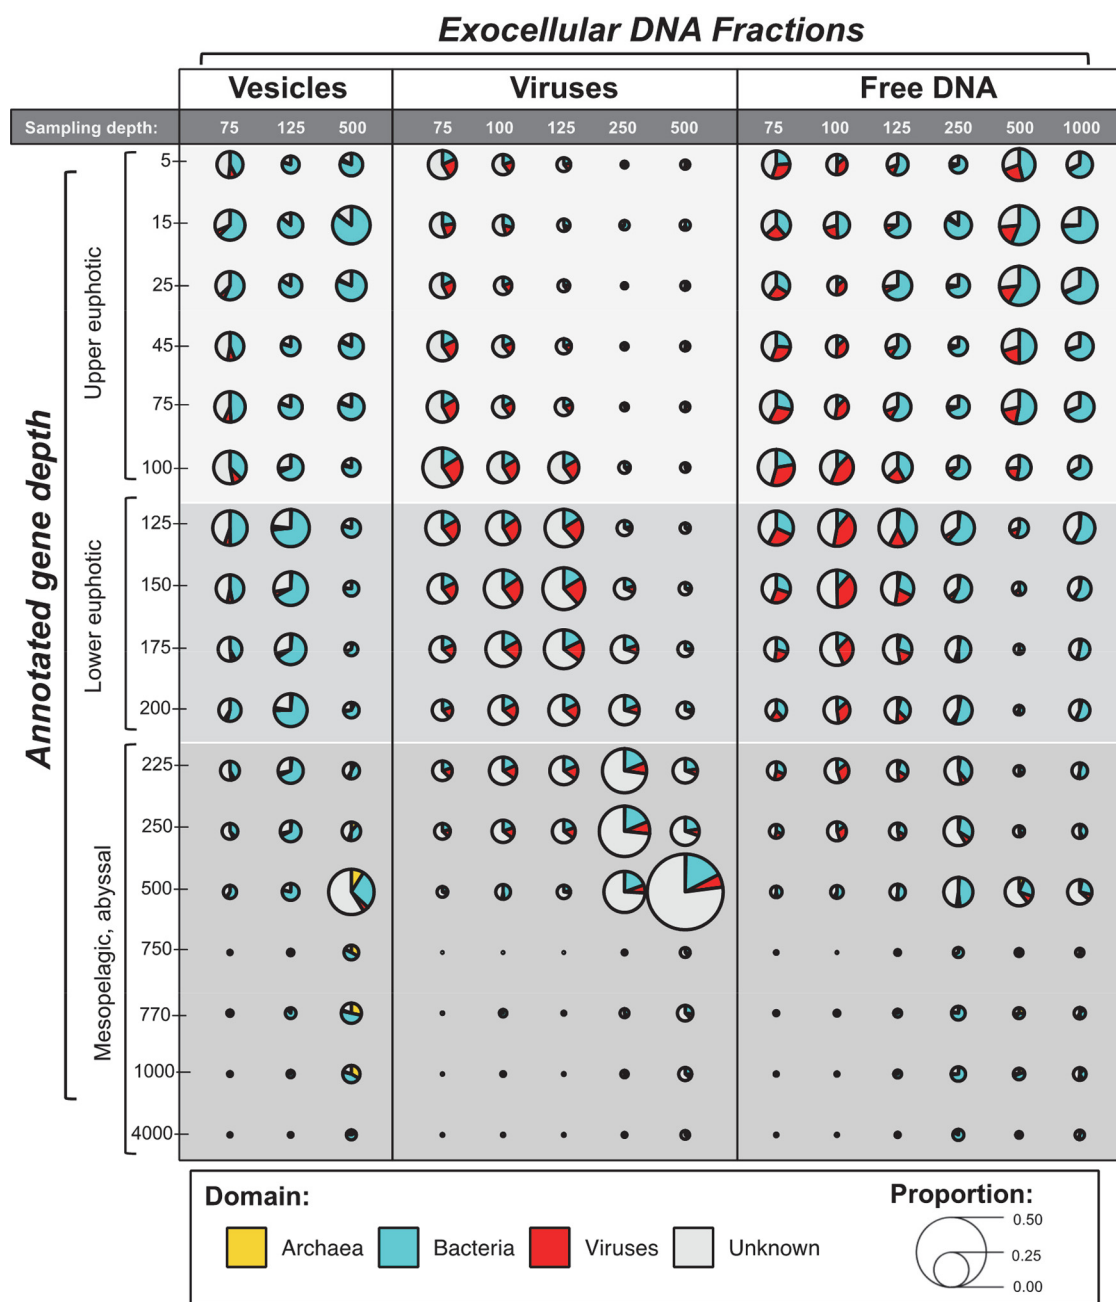 Exocellular DNA Fractions
Vesicles Viruses Free DNA
Sampling depth: 75 125 500 75 100 125 250 500 75 100 125 250 500 1000
Annotated gene depth
Upper euphotic
5
15
25
45
75
100
Lower euphotic
125
150
175
200
Mesopelagic, abyssal
225
250
500
750
770
1000
4000
Domain:
Archaea Bacteria Viruses Unknown
Proportion:
0.50
0.25
0.00